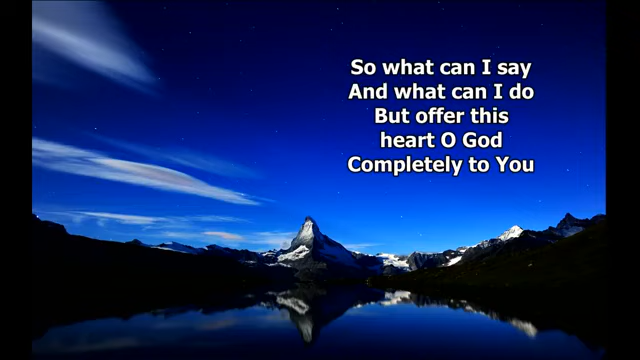 So what can I say
And what can I do
But offer this
heart O God
Completely to You